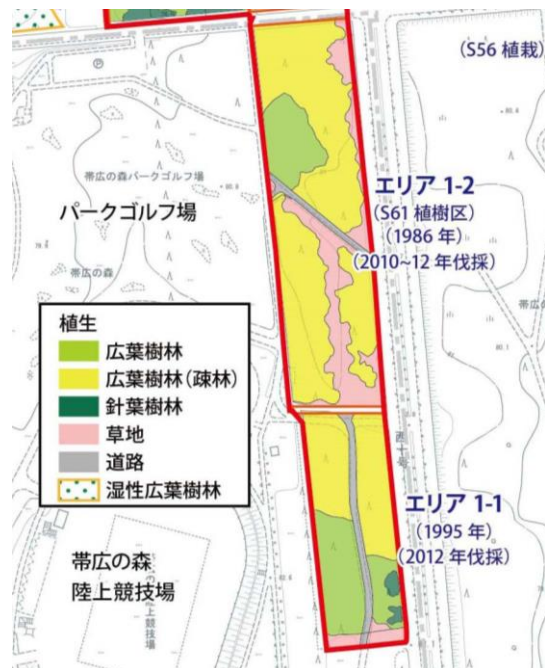 (S56 植栽)
エリア 1-2
(S61 植樹区)
(1986 年)
(2010~12 年伐採)
帯広の森パークゴルフ場
パークゴルフ場
帯広の森
植生
広葉樹林
広葉樹林(疎林)
針葉樹林
草地
道路
湿性広葉樹林
西十号
エリア 1-1
(1995 年)
(2012 年伐採)
帯広の森
陸上競技場